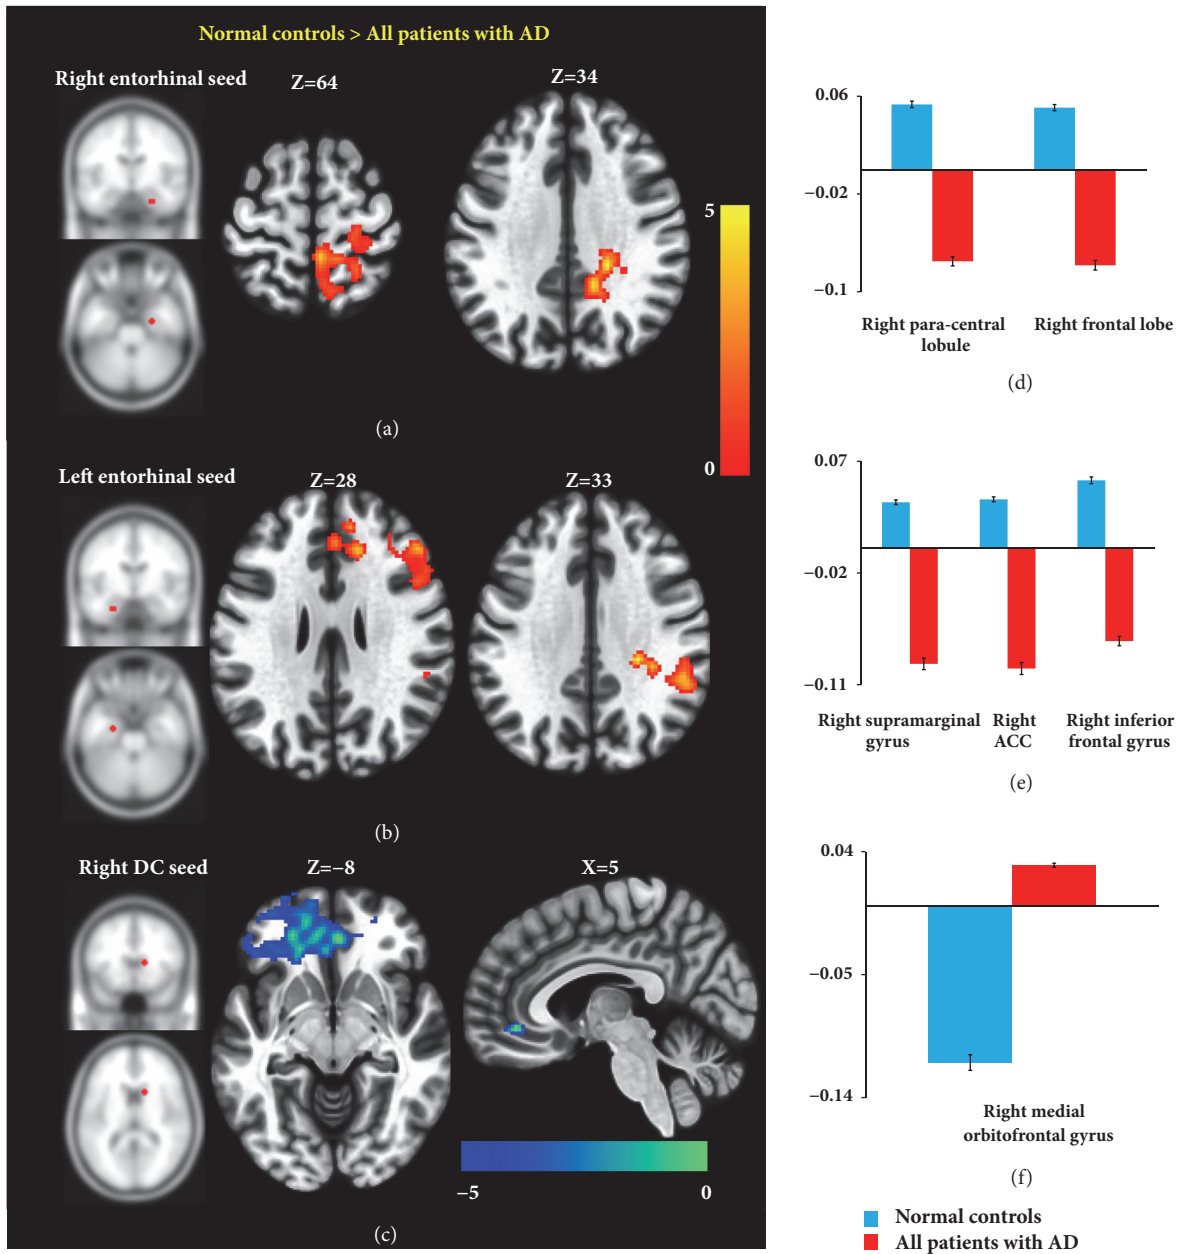 Normal controls > All patients with AD
Right entorhinal seed
Z=64
Z=34
5
0
(a)
Left entorhinal seed
Z=28
Z=33
(b)
Right DC seed
Z=−8
X=5
−5
0
(c)
0.06
−0.02
−0.1
Right para-central
lobule
Right frontal lobe
(d)
0.07
−0.02
−0.11
Right supramarginal
gyrus
Right
ACC
Right inferior
frontal gyrus
(e)
0.04
−0.05
−0.14
Right medial
orbitofrontal gyrus
(f)
Normal controls
All patients with AD